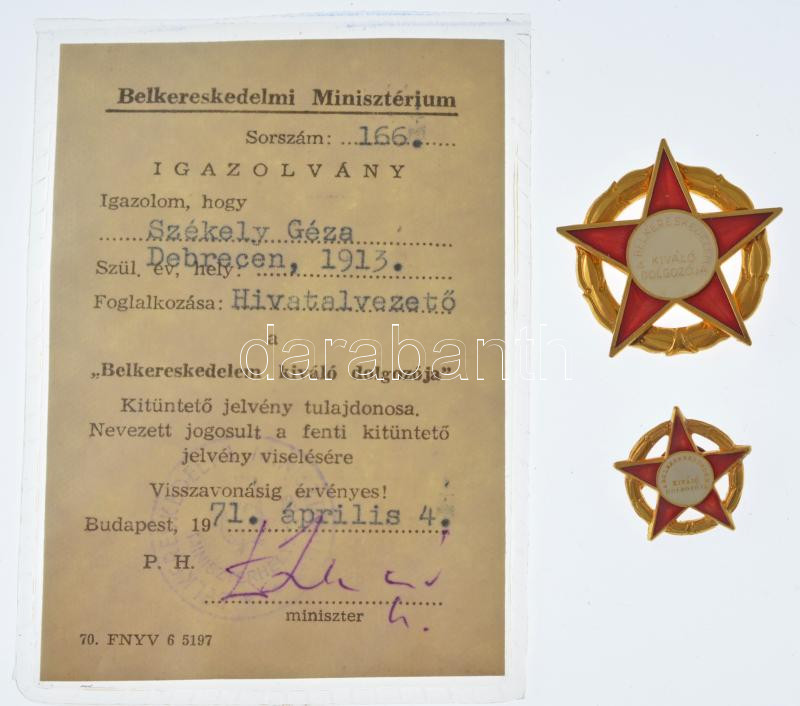 Belkereskedelmi Minisztérium
Sorszám: 166.
IGAZOLVÁNY
Igazolom, hogy
Székely Géza
Szül. év, hely: Debrecen, 1913.
Foglalkozása: Hivatalvezető
a
„Belkereskedelem kiváló dolgozója"
Kitüntető jelvény tulajdonosa.
Nevezett jogosult a fenti kitüntető
jelvény viselésére
Visszavonásig érvényes!
Budapest, 1971. április 4.
P. H.
miniszter
70. FNYV 6 5197
darabanth
A BELKERESKEDELEM
KIVÁLÓ
DOLGOZÓJA
A BELKERESKEDELEM
KIVÁLÓ
DOLGOZÓJA